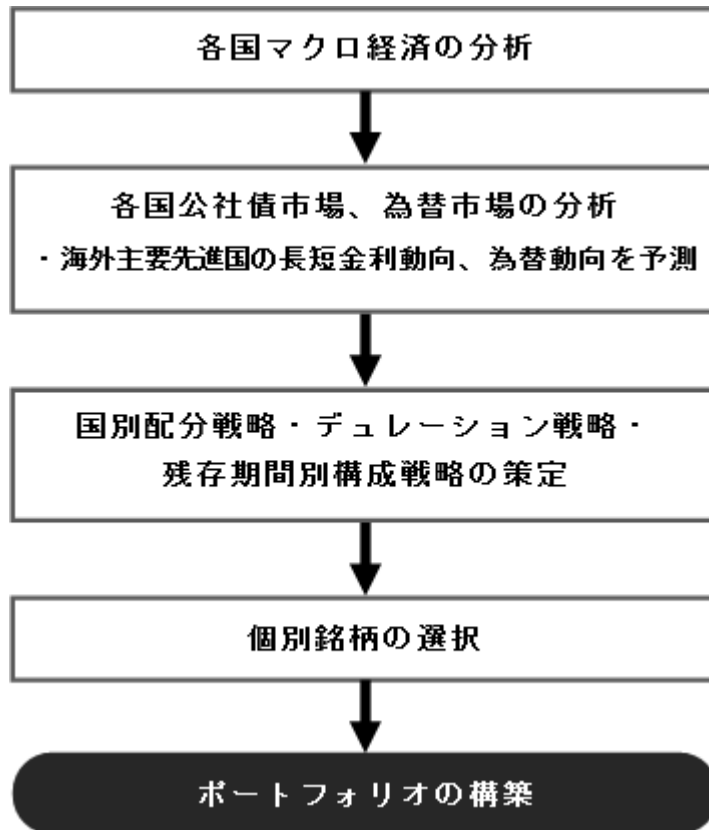 各国マクロ経済の分析
各国公社債市場、為替市場の分析
・海外主要先進国の長短金利動向、為替動向を予測
国別配分戦略・デュレーション戦略・
残存期間別構成戦略の策定
個別銘柄の選択
ポートフォリオの構築